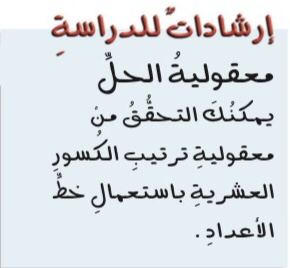 إرشاداتٌ للدراسةِ
معقوليةُ الحلِّ
يمكنُكَ التحقُّقُ منْ
معقوليةِ ترتيبِ الكُسورِ
العشريةِ باستعمالِ خطِّ
الأعدادِ .